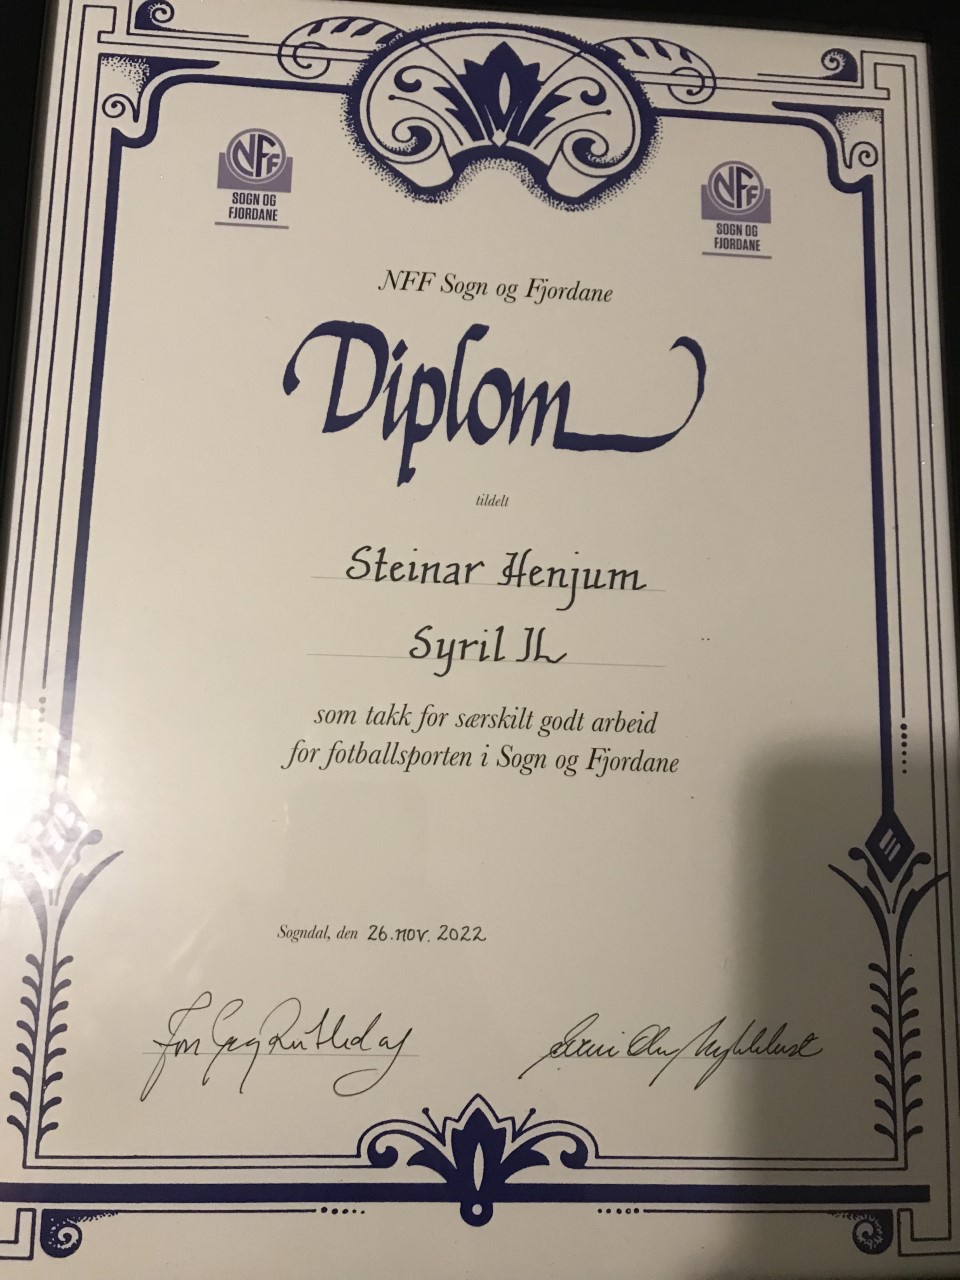 NFF
SOGN OG
FJORDANE
NFF
SOGN OG
FJORDANE
NFF Sogn og Fjordane
Diplom
tildelt
Steinar Henjum
Syril IL
som takk for særskilt godt arbeid
for fotballsporten i Sogn og Fjordane
Sogndal, den 26. nov. 2022